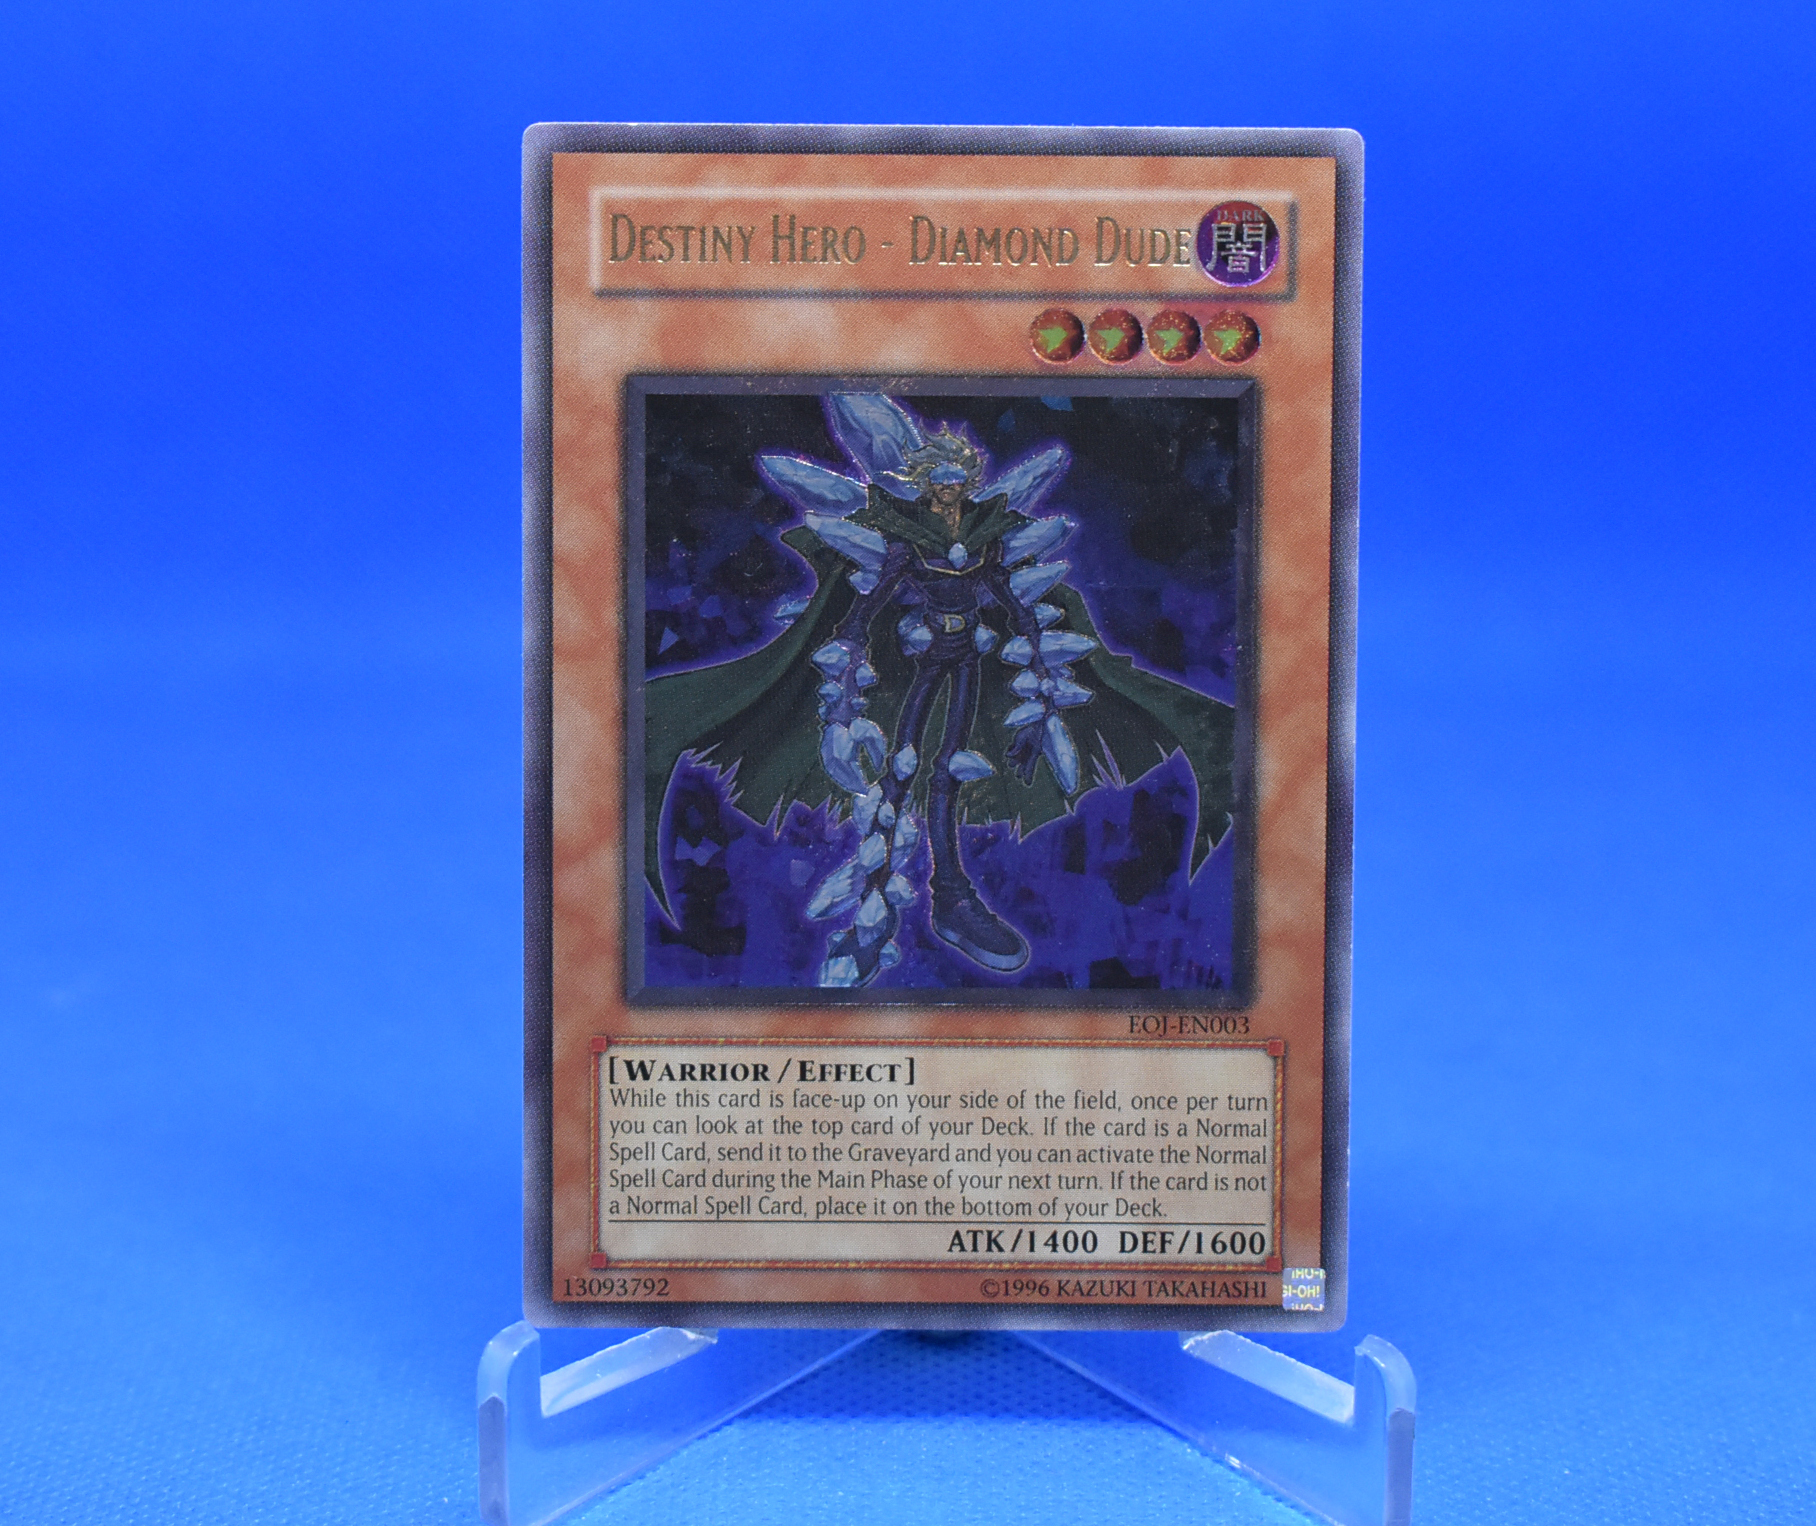 DESTINY HERO - DIAMOND DUDE
DARK
闇
EOJ-EN003
[WARRIOR / EFFECT]
While this card is face-up on your side of the field, once per turn
you can look at the top card of your Deck. If the card is a Normal
Spell Card, send it to the Graveyard and you can activate the Normal
Spell Card during the Main Phase of your next turn. If the card is not
a Normal Spell Card, place it on the bottom of your Deck.
ATK/1400 DEF/1600
13093792
©1996 KAZUKI TAKAHASHI
D